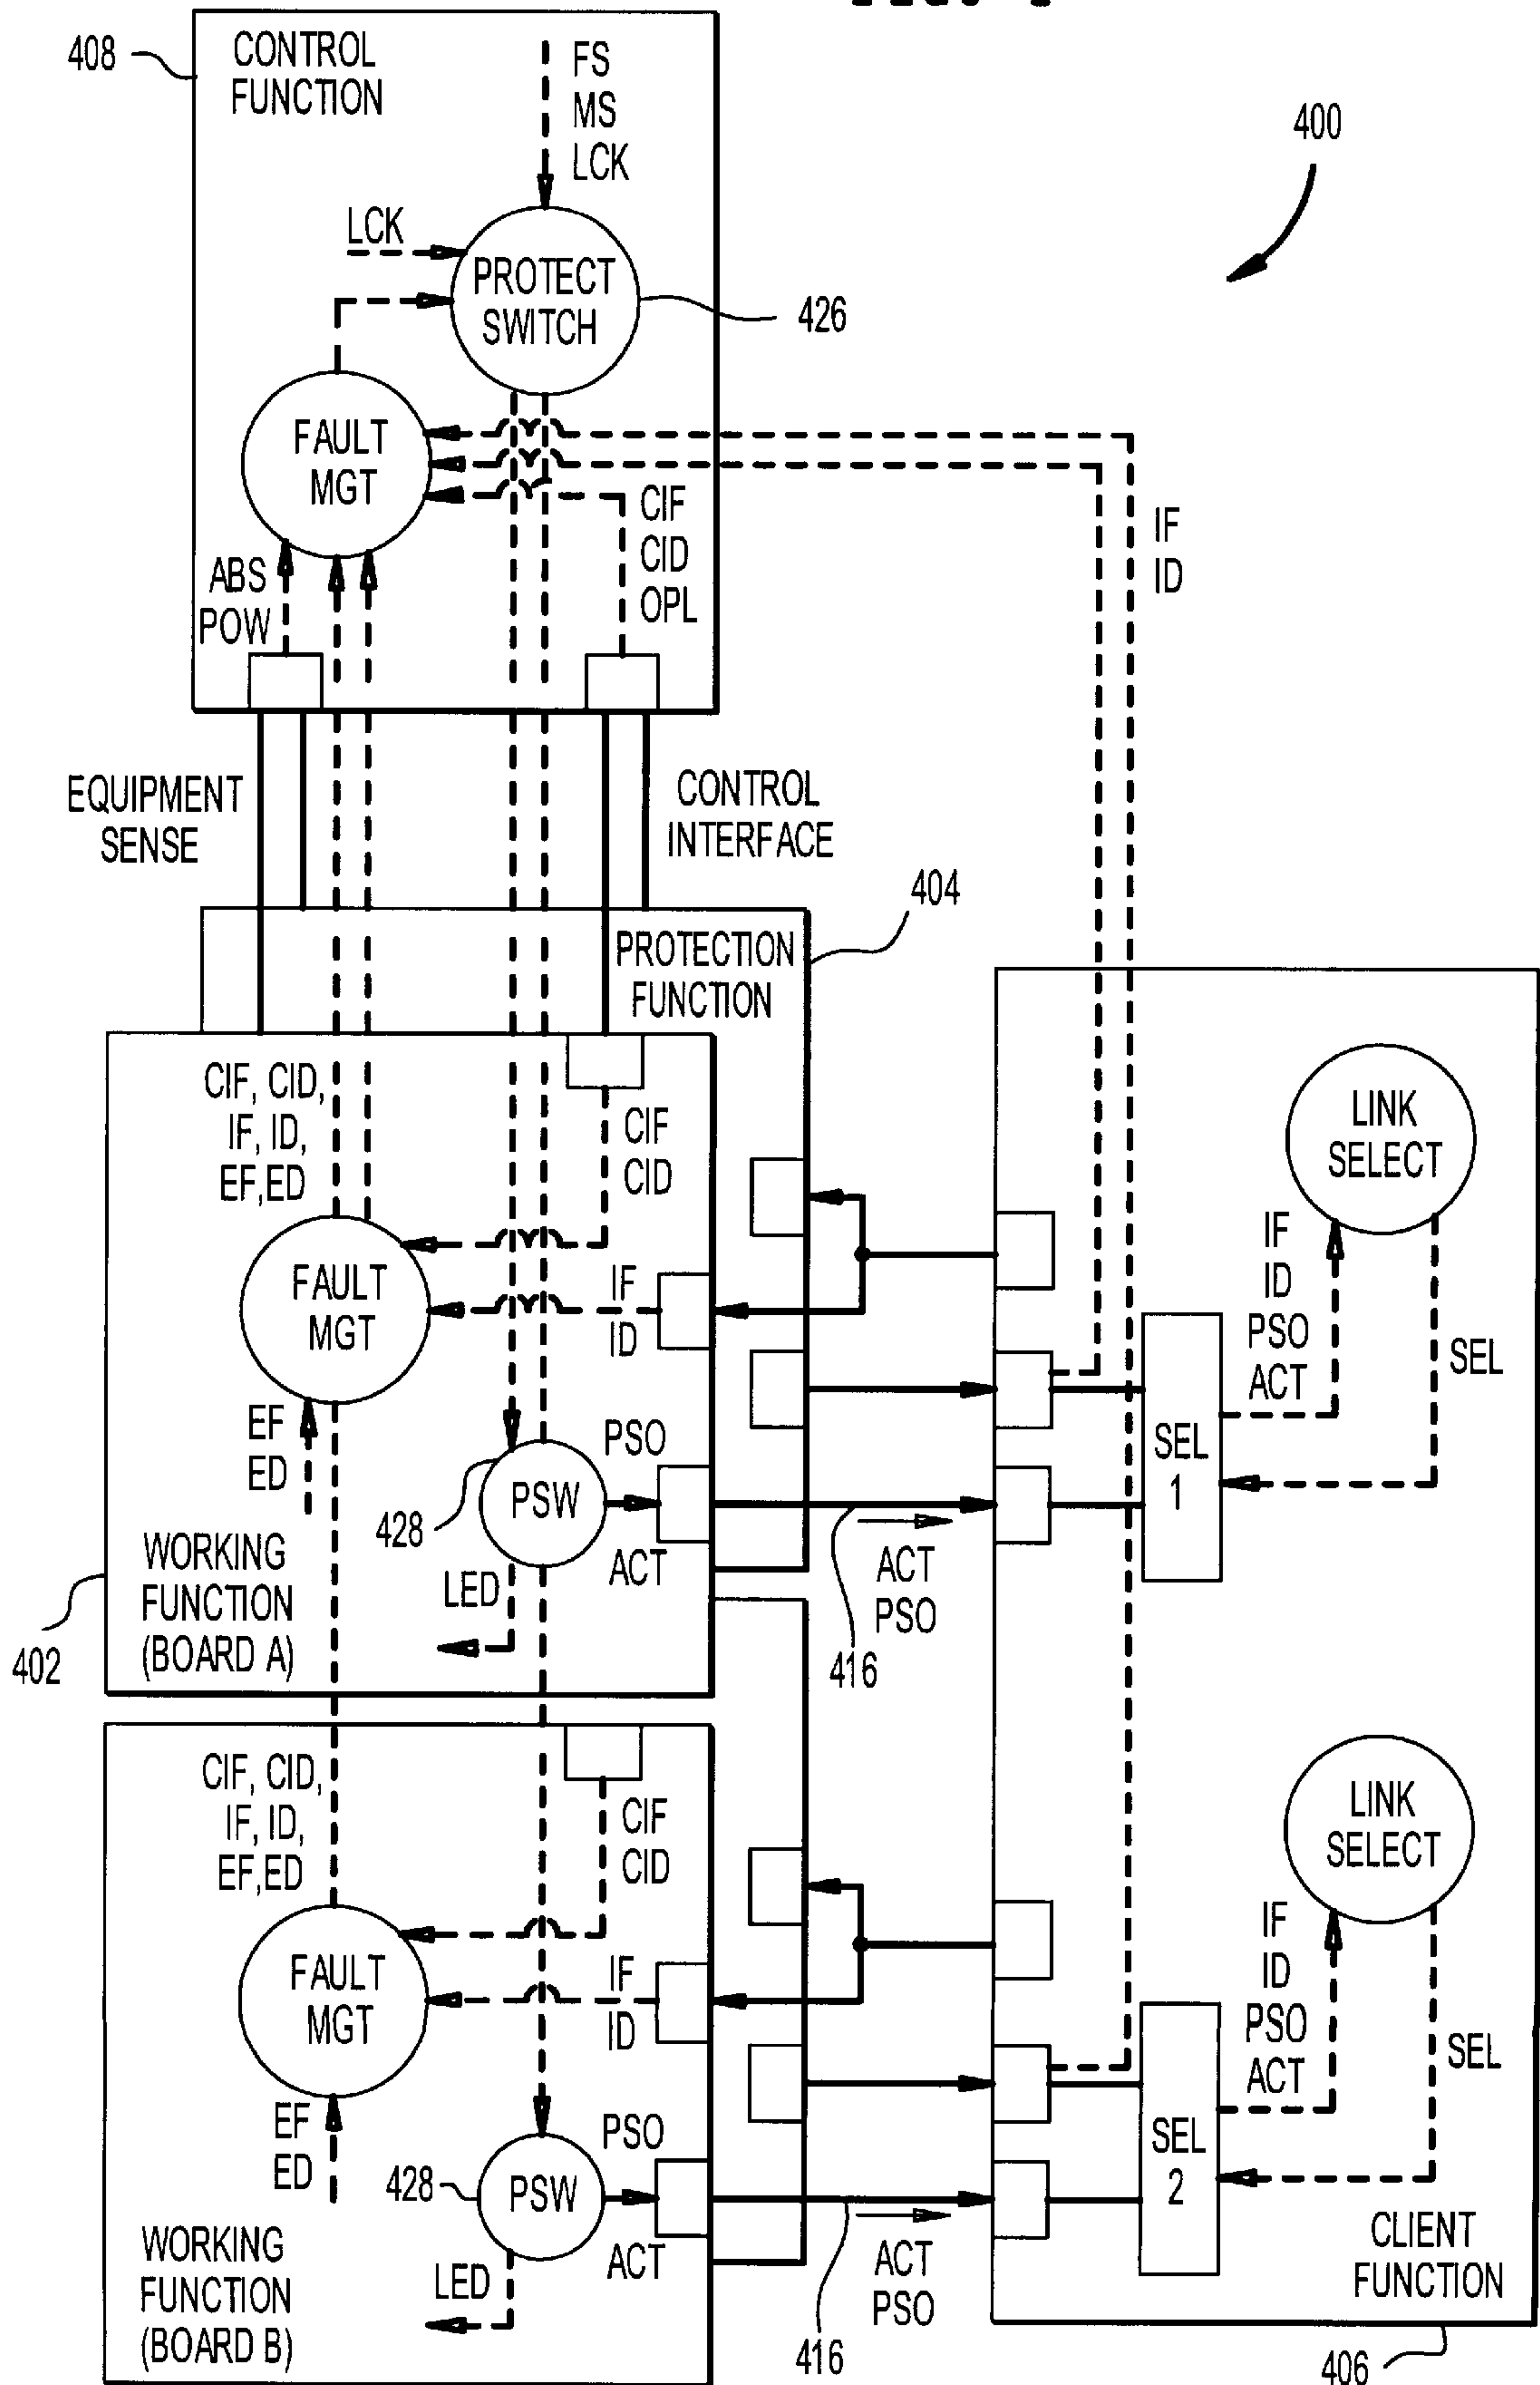 408
CONTROL
FUNCTION
FS
MS
LCK
400
LCK
PROTECT
SWITCH
426
FAULT
MGT
CIF
CID
OPL
IF
ID
ABS
POW
EQUIPMENT
SENSE
CONTROL
INTERFACE
404
PROTECTION
FUNCTION
CIF, CID,
IF, ID,
EF,ED
CIF
CID
LINK
SELECT
FAULT
MGT
IF
ID
IF
ID
PSO
ACT
SEL
EF
ED
PSO
SEL
1
428
PSW
WORKING
FUNCTION
(BOARD A)
LED
ACT
ACT
PSO
402
416
CIF, CID,
IF, ID,
EF,ED
CIF
CID
LINK
SELECT
FAULT
MGT
IF
ID
IF
ID
PSO
ACT
SEL
EF
ED
PSO
SEL
2
428
PSW
WORKING
FUNCTION
(BOARD B)
LED
ACT
ACT
PSO
CLIENT
FUNCTION
416
406